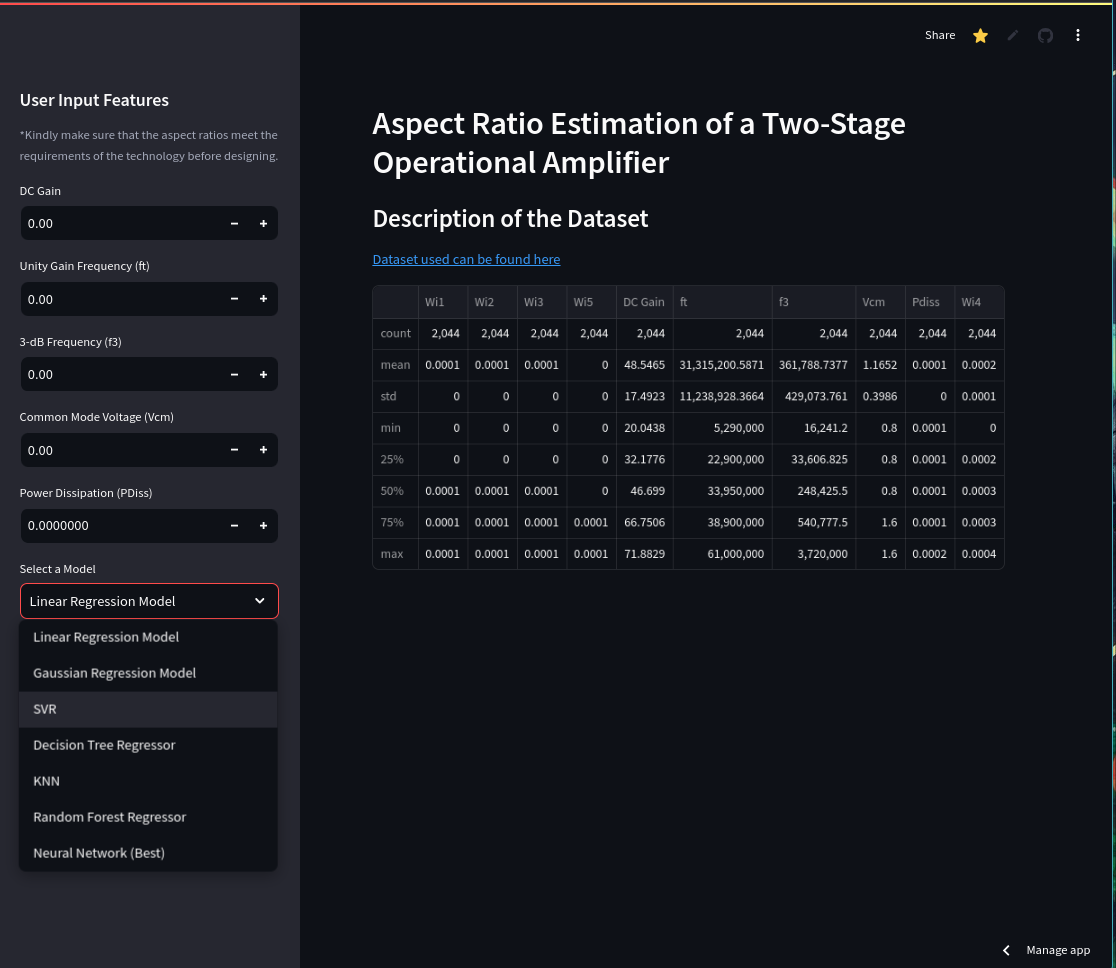 Share
User Input Features
*Kindly make sure that the aspect ratios meet the
requirements of the technology before designing.
DC Gain
0.00
Unity Gain Frequency (ft)
0.00
3-dB Frequency (f3)
0.00
Common Mode Voltage (Vcm)
0.00
Power Dissipation (PDiss)
0.0000000
Select a Model
Linear Regression Model
Linear Regression Model
Gaussian Regression Model
SVR
Decision Tree Regressor
KNN
Random Forest Regressor
Neural Network (Best)
Aspect Ratio Estimation of a Two-Stage
Operational Amplifier
Description of the Dataset
Dataset used can be found here
Wi1 Wi2 Wi3 Wi5 DC Gain ft f3 Vcm Pdiss Wi4
count 2,044 2,044 2,044 2,044 2,044 2,044 2,044 2,044 2,044 2,044
mean 0.0001 0.0001 0.0001 0 48.5465 31,315,200.5871 361,788.7377 1.1652 0.0001 0.0002
std 0 0 0 0 17.4923 11,238,928.3664 429,073.761 0.3986 0 0.0001
min 0 0 0 0 20.0438 5,290,000 16,241.2 0.8 0.0001 0
25% 0 0 0 0 32.1776 22,900,000 33,606.825 0.8 0.0001 0.0002
50% 0.0001 0.0001 0.0001 0 46.699 33,950,000 248,425.5 0.8 0.0001 0.0003
75% 0.0001 0.0001 0.0001 0.0001 66.7506 38,900,000 540,777.5 1.6 0.0001 0.0003
max 0.0001 0.0001 0.0001 0.0001 71.8829 61,000,000 3,720,000 1.6 0.0002 0.0004
Manage app